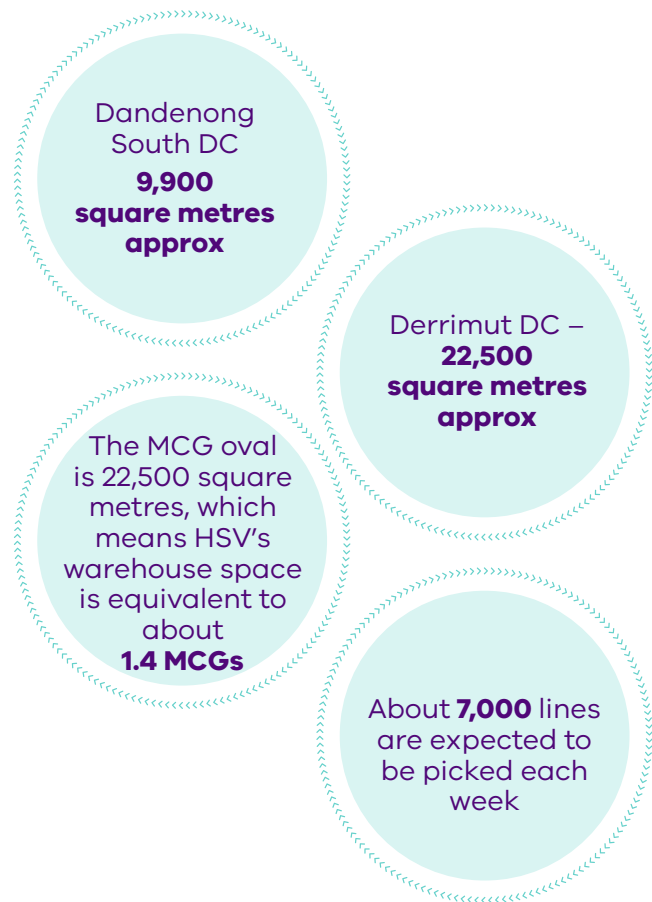 Dandenong
South DC
9,900
square metres
approx
Derrimut DC –
22,500
square metres
approx
The MCG oval
is 22,500 square
metres, which
means HSV’s
warehouse space
is equivalent to
about
1.4 MCGs
About 7,000 lines
are expected to
be picked each
week